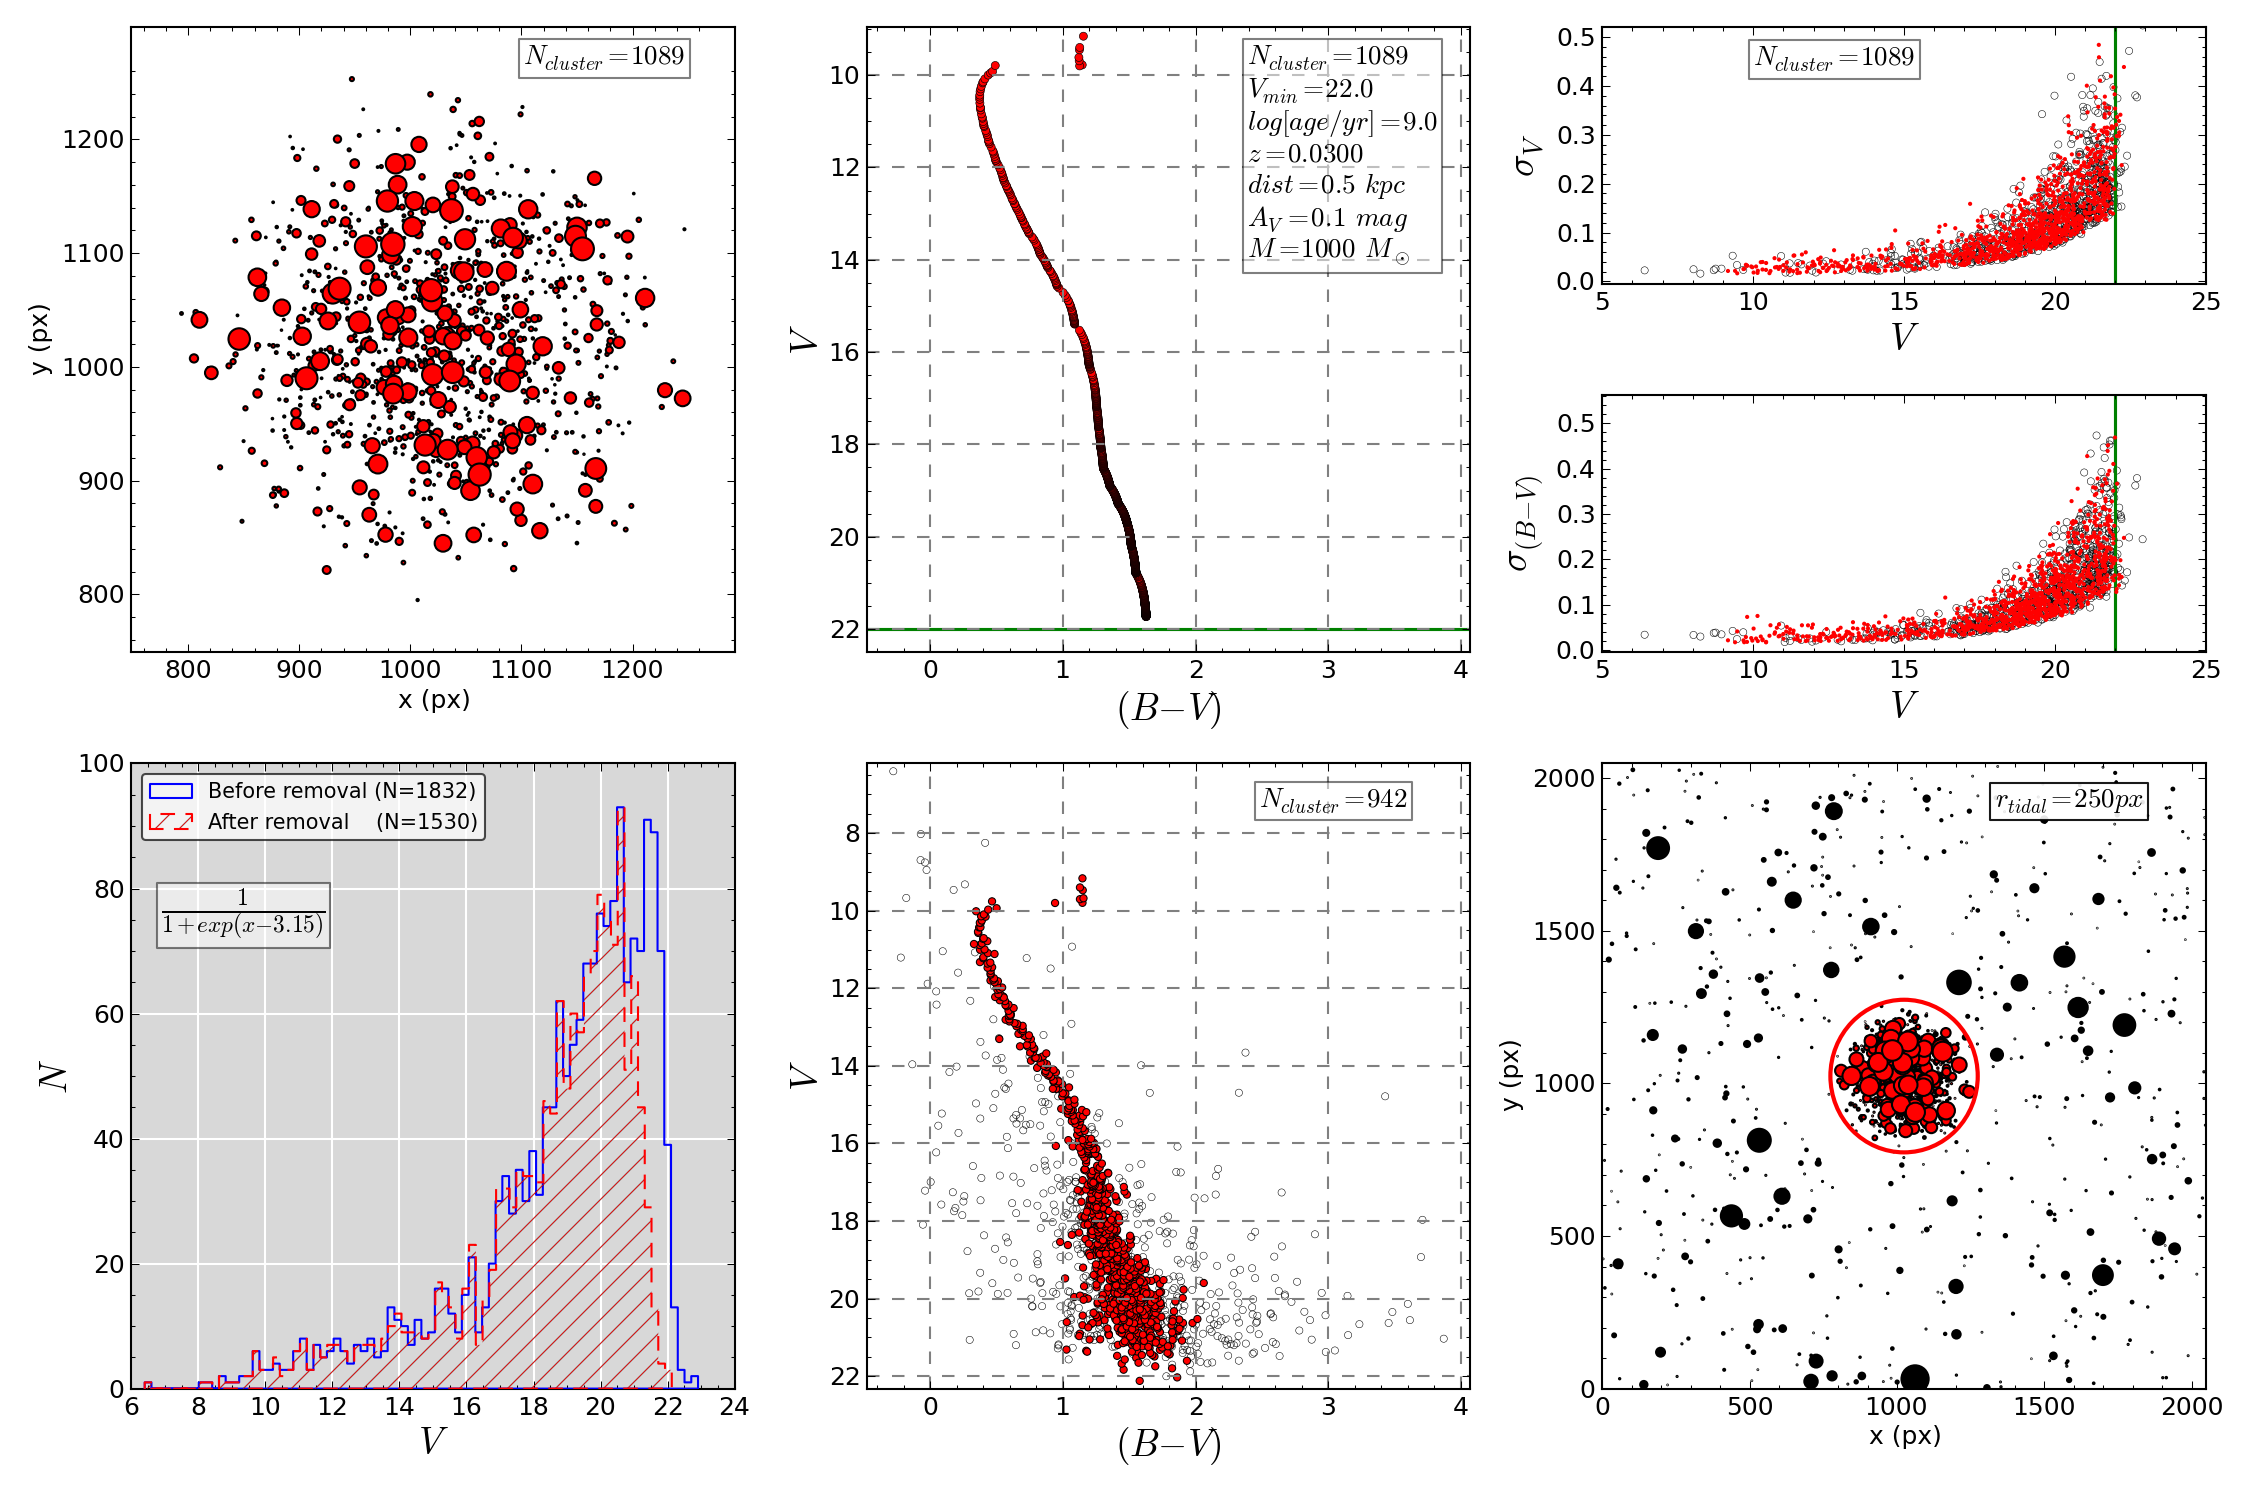 N_cluster=1089
1200
1100
1000
900
800
y (px)
800 900 1000 1100 1200
x (px)
N_cluster=1089
V_min=22.0
log[age/yr]=9.0
z=0.0300
dist=0.5 kpc
A_V=0.1 mag
M=1000 M_⊙
10
12
14
16
18
20
22
V
0 1 2 3 4
(B−V)
N_cluster=1089
0.5
0.4
0.3
0.2
0.1
0.0
σ_V
5 10 15 20 25
V
0.5
0.4
0.3
0.2
0.1
0.0
σ_(B−V)
5 10 15 20 25
V
Before removal (N=1832)
After removal (N=1530)
1
1+exp(x−3.15)
100
80
60
40
20
0
N
6 8 10 12 14 16 18 20 22 24
V
N_cluster=942
8
10
12
14
16
18
20
22
V
0 1 2 3 4
(B−V)
r_tidal=250px
2000
1500
1000
500
0
y (px)
0 500 1000 1500 2000
x (px)